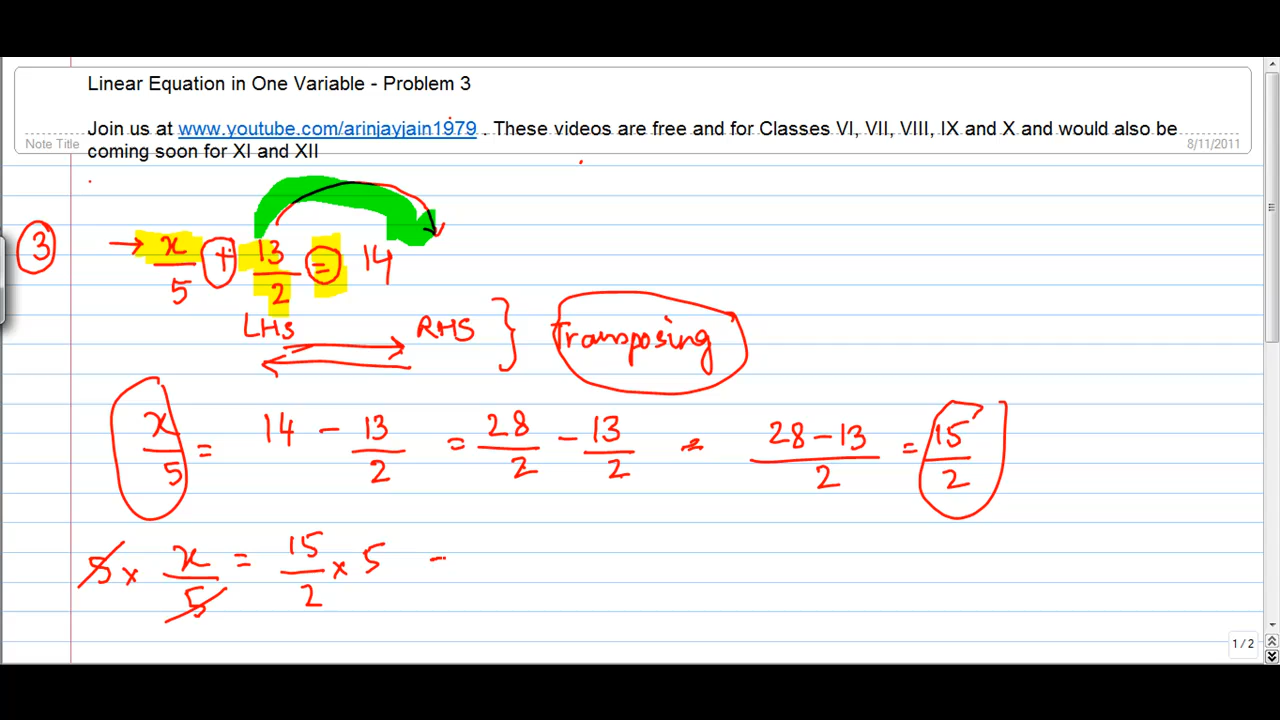 Linear Equation in One Variable - Problem 3
Join us at www.youtube.com/arinjayjain1979 . These videos are free and for Classes VI, VII, VIII, IX and X and would also be
Note Title
8/11/2011
coming soon for XI and XII
3
x/5 + 13/2 = 14
LHS RHS } Transposing
x/5 = 14 - 13/2 = 28/2 - 13/2 = 28-13/2 = 15/2
5 × x/5 = 15/2 × 5 =
1 / 2